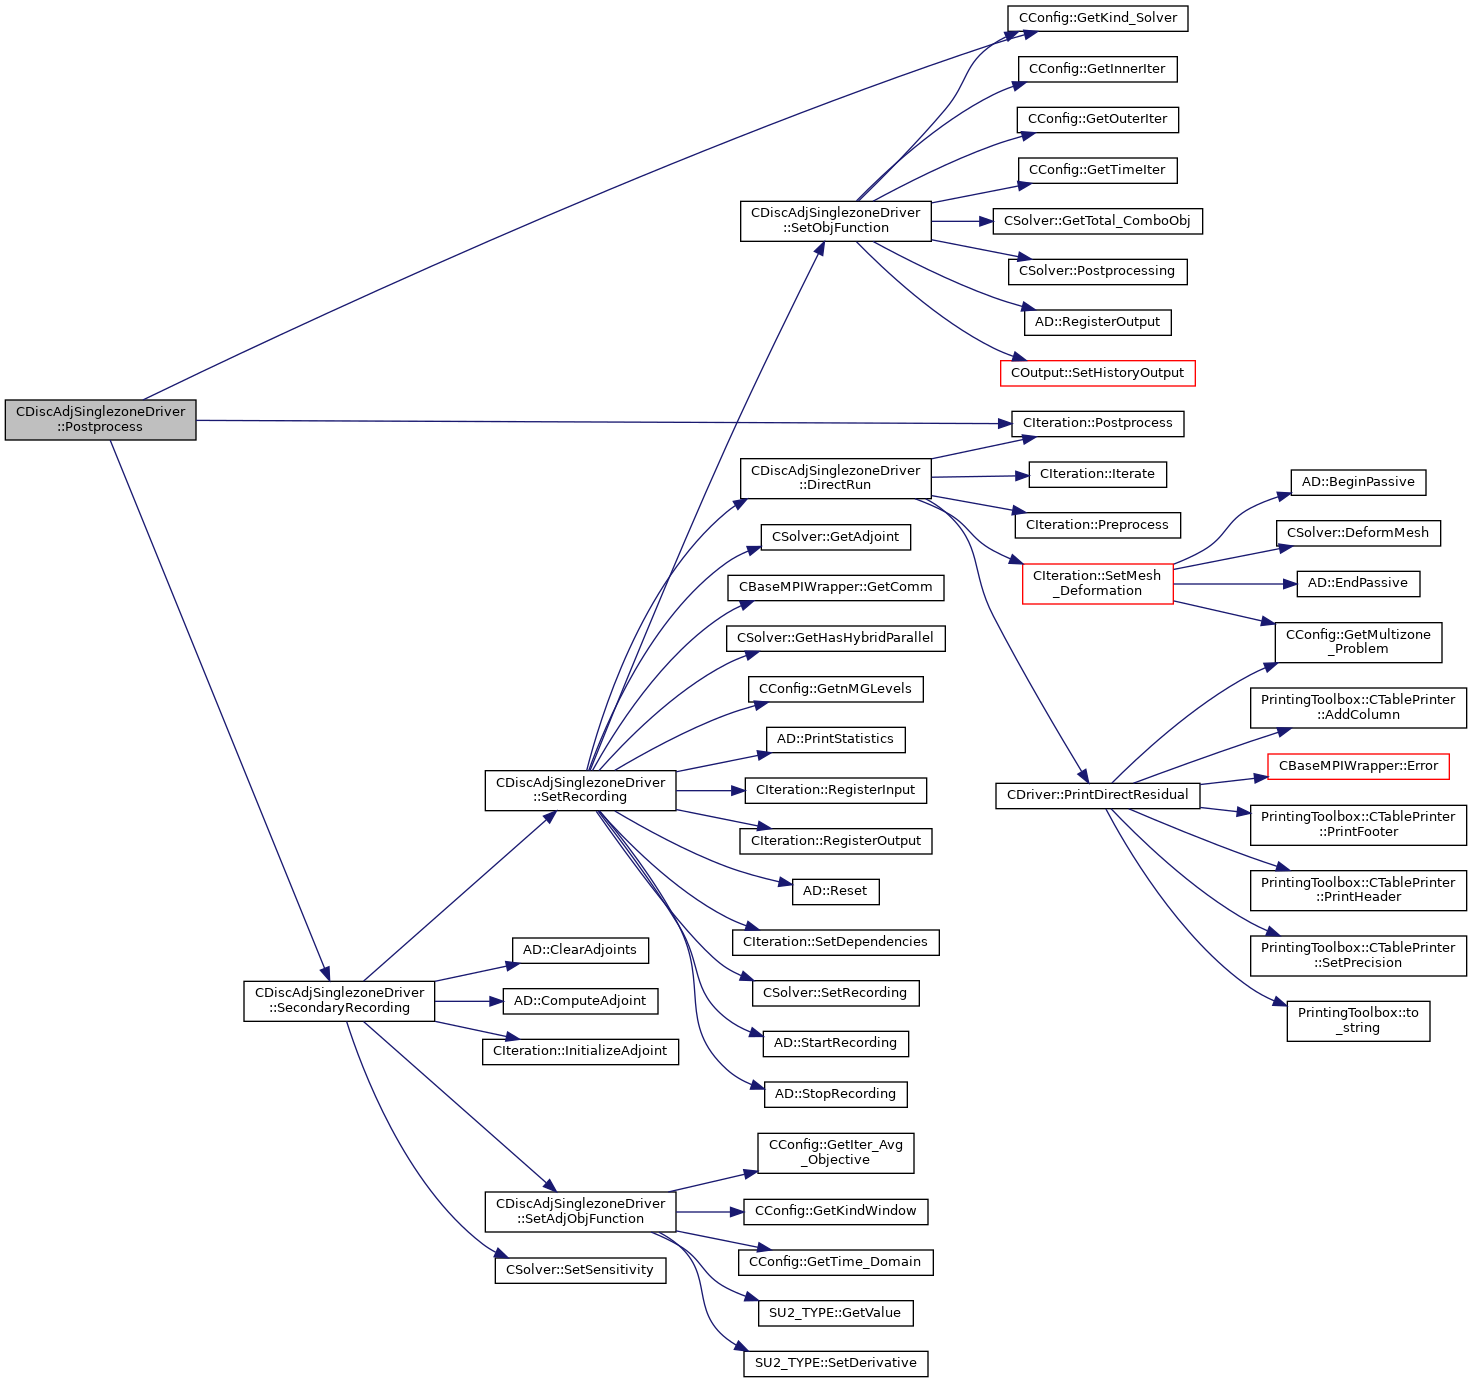 CDiscAdjSinglezoneDriver
::Postprocess
CConfig::GetKind_Solver
CConfig::GetInnerIter
CConfig::GetOuterIter
CConfig::GetTimeIter
CDiscAdjSinglezoneDriver
::SetObjFunction
CSolver::GetTotal_ComboObj
CSolver::Postprocessing
AD::RegisterOutput
COutput::SetHistoryOutput
CIteration::Postprocess
CDiscAdjSinglezoneDriver
::DirectRun
CIteration::Iterate
CIteration::Preprocess
CIteration::SetMesh
_Deformation
AD::BeginPassive
CSolver::DeformMesh
AD::EndPassive
CConfig::GetMultizone
_Problem
CSolver::GetAdjoint
CBaseMPIWrapper::GetComm
CSolver::GetHasHybridParallel
CConfig::GetnMGLevels
AD::PrintStatistics
CDiscAdjSinglezoneDriver
::SetRecording
CIteration::RegisterInput
CIteration::RegisterOutput
AD::Reset
CIteration::SetDependencies
CSolver::SetRecording
AD::StartRecording
AD::StopRecording
CDriver::PrintDirectResidual
PrintingToolbox::CTablePrinter
::AddColumn
CBaseMPIWrapper::Error
PrintingToolbox::CTablePrinter
::PrintFooter
PrintingToolbox::CTablePrinter
::PrintHeader
PrintingToolbox::CTablePrinter
::SetPrecision
PrintingToolbox::to
_string
CDiscAdjSinglezoneDriver
::SecondaryRecording
AD::ClearAdjoints
AD::ComputeAdjoint
CIteration::InitializeAdjoint
CDiscAdjSinglezoneDriver
::SetAdjObjFunction
CSolver::SetSensitivity
CConfig::GetIter_Avg
_Objective
CConfig::GetKindWindow
CConfig::GetTime_Domain
SU2_TYPE::GetValue
SU2_TYPE::SetDerivative